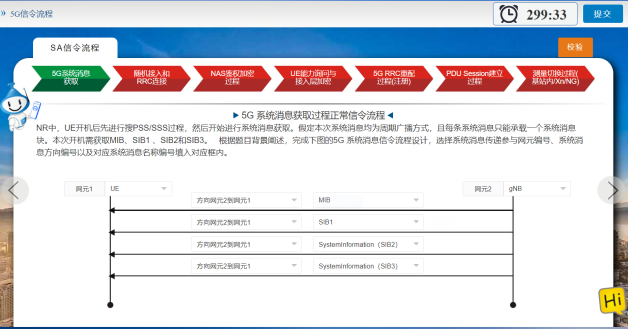 » 5G信令流程
299:33
提交
SA信令流程
检验
5G系统消息
获取
随机接入和
RRC连接
NAS鉴权加密
过程
UE能力询问与
接入层加密
5G RRC重配
过程(注册)
PDU Session建立
过程
测量切换过程(
基站内/Xn/NG)
5G 系统消息获取过程正常信令流程
NR中，UE开机后先进行搜PSS/SSS过程，然后开始进行系统消息获取。假定本次系统消息均为周期广播方式，且每条系统消息只能承载一个系统消息
块。本次开机需获取MIB、SIB1 、SIB2和SIB3。 根据题目背景阐述，完成下图的5G 系统消息信令流程设计，选择系统消息传递参与网元编号、系统消
息方向编号以及对应系统消息名称编号填入对应框内。
网元1 UE
网元2 gNB
方向网元2到网元1 MIB
方向网元2到网元1 SIB1
方向网元2到网元1 SystemInformation（SIB2）
方向网元2到网元1 SystemInformation（SIB3）
Hi